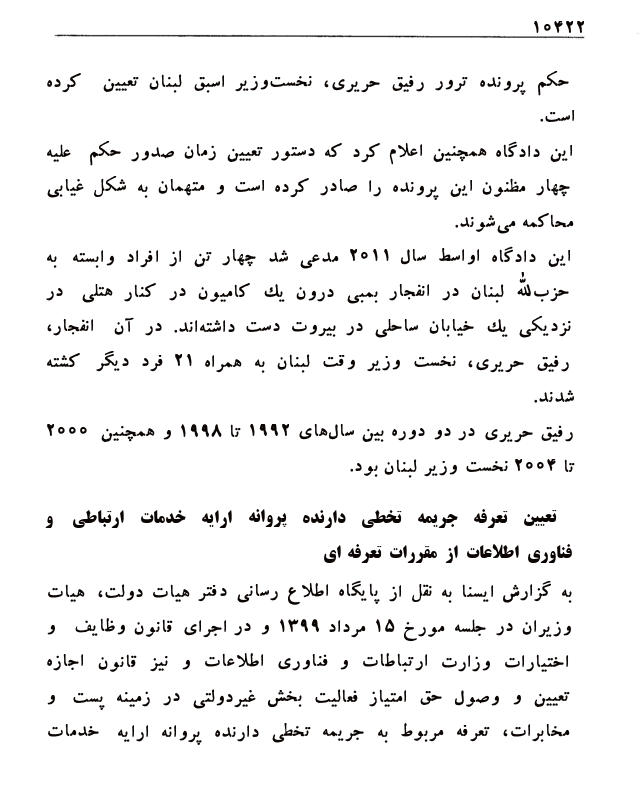 ۱۰۴۲۲
حکم پرونده ترور رفیق حریری، نخست‌وزیر اسبق لبنان تعیین کرده
است.
این دادگاه همچنین اعلام کرد که دستور تعیین زمان صدور حکم علیه
چهار مظنون این پرونده را صادر کرده است و متهمان به شکل غیابی
محاکمه می‌شوند.
این دادگاه اواسط سال ۲۰۱۱ مدعی شد چهار تن از افراد وابسته به
حزب‌الله لبنان در انفجار بمبی درون یك کامیون در کنار هتلی در
نزدیکی یك خیابان ساحلی در بیروت دست داشته‌اند. در آن انفجار،
رفیق حریری، نخست وزیر وقت لبنان به همراه ۲۱ فرد دیگر کشته
شدند.
رفیق حریری در دو دوره بین سال‌های ۱۹۹۲ تا ۱۹۹۸ و همچنین ۲۰۰۰
تا ۲۰۰۴ نخست وزیر لبنان بود.
تعیین تعرفه جریمه تخطی دارنده پروانه ارایه خدمات ارتباطی و
فناوری اطلاعات از مقررات تعرفه ای
به گزارش ایسنا به نقل از پایگاه اطلاع رسانی دفتر هیات دولت، هیات
وزیران در جلسه مورخ ۱۵ مرداد ۱۳۹۹ و در اجرای قانون وظایف و
اختیارات وزارت ارتباطات و فناوری اطلاعات و نیز قانون اجازه
تعیین و وصول حق امتیاز فعالیت بخش غیردولتی در زمینه پست و
مخابرات، تعرفه مربوط به جریمه تخطی دارنده پروانه ارایه خدمات